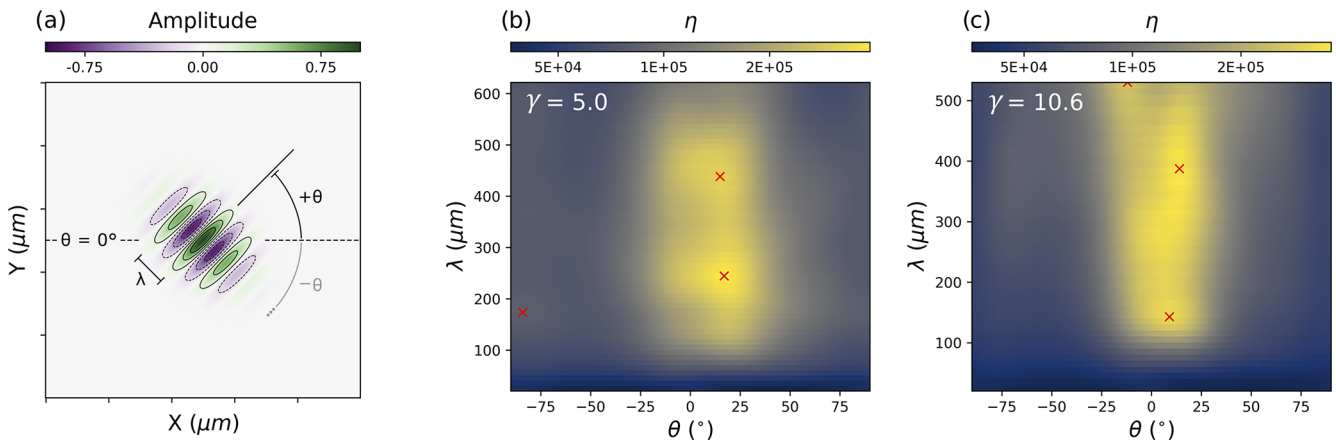 (a) Amplitude
-0.75 0.00 0.75
+θ
θ = 0°
λ
−θ
Y (μm)
X (μm)
(b) η
5E+04 1E+05 2E+05
γ = 5.0
600
500
400
300
200
100
λ (μm)
−75 −50 −25 0 25 50 75
θ (°)
(c) η
5E+04 1E+05 2E+05
γ = 10.6
500
400
300
200
100
λ (μm)
−75 −50 −25 0 25 50 75
θ (°)